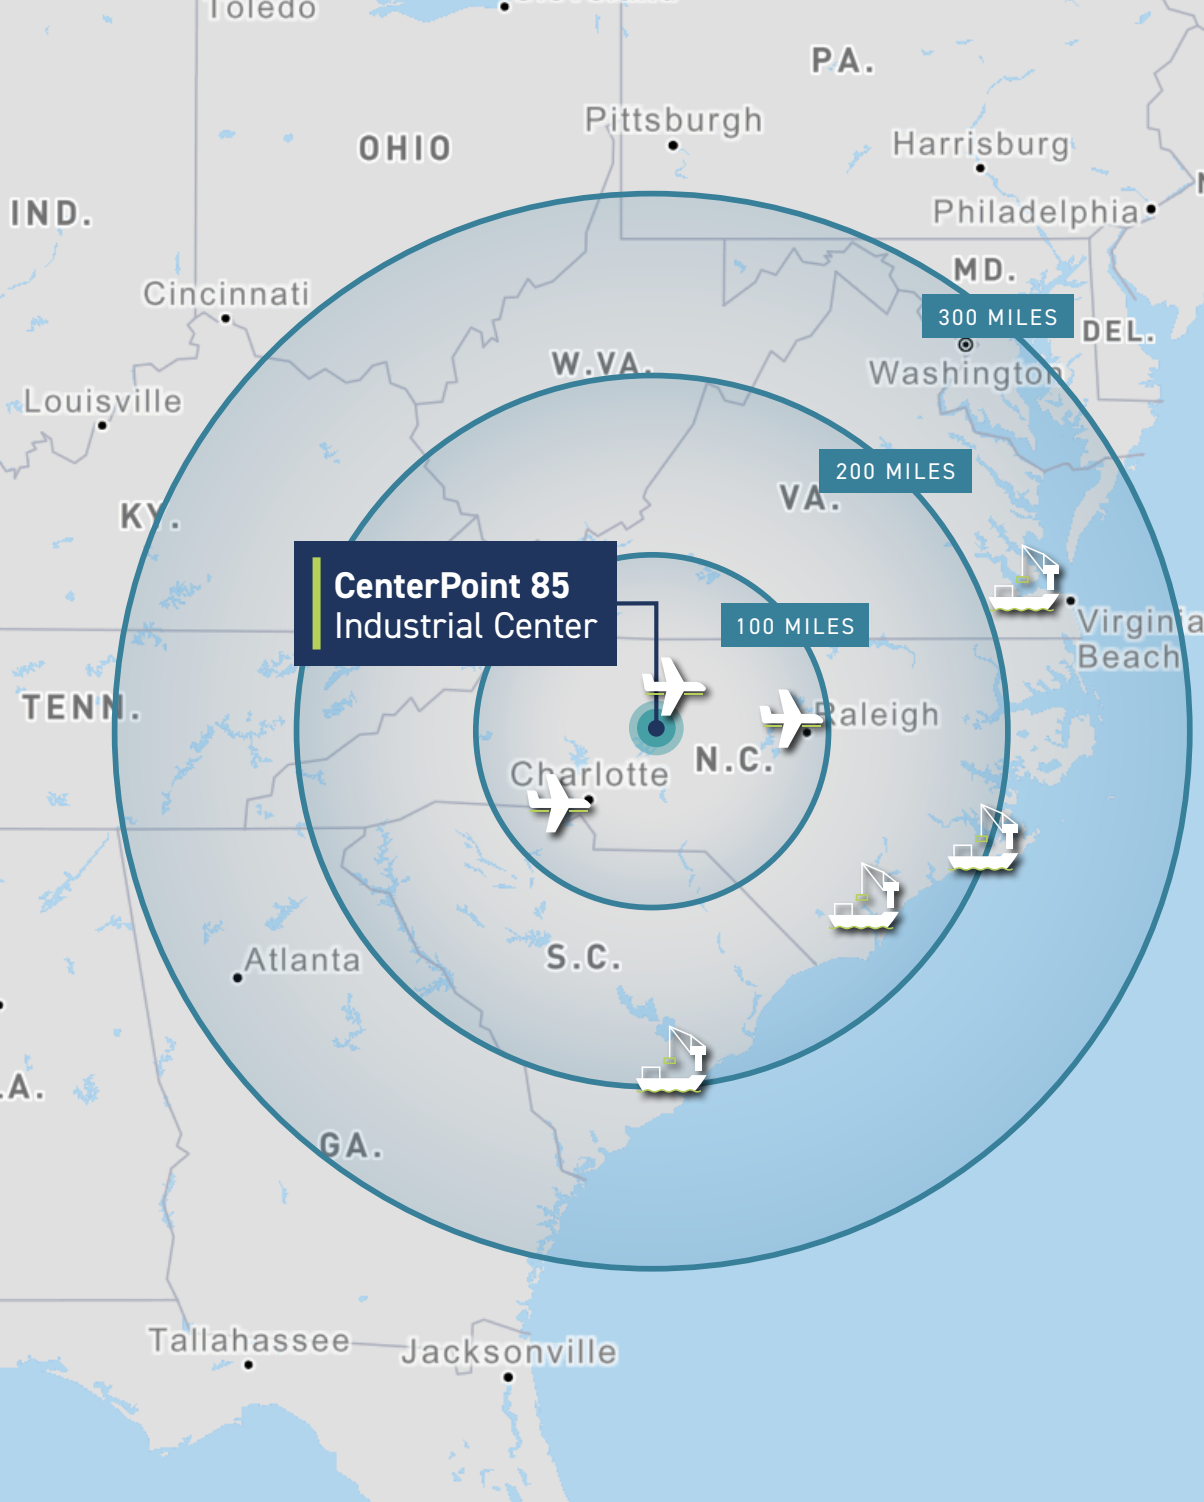 Toledo
PA.
Pittsburgh
OHIO
Harrisburg
IND.
Philadelphia
MD.
Cincinnati
300 MILES
DEL.
W.VA.
Washington
Louisville
200 MILES
VA.
KY.
CenterPoint 85
Industrial Center
100 MILES
Virginia
Beach
TENN.
Raleigh
N.C.
Charlotte
S.C.
Atlanta
.A.
GA.
Tallahassee
Jacksonville